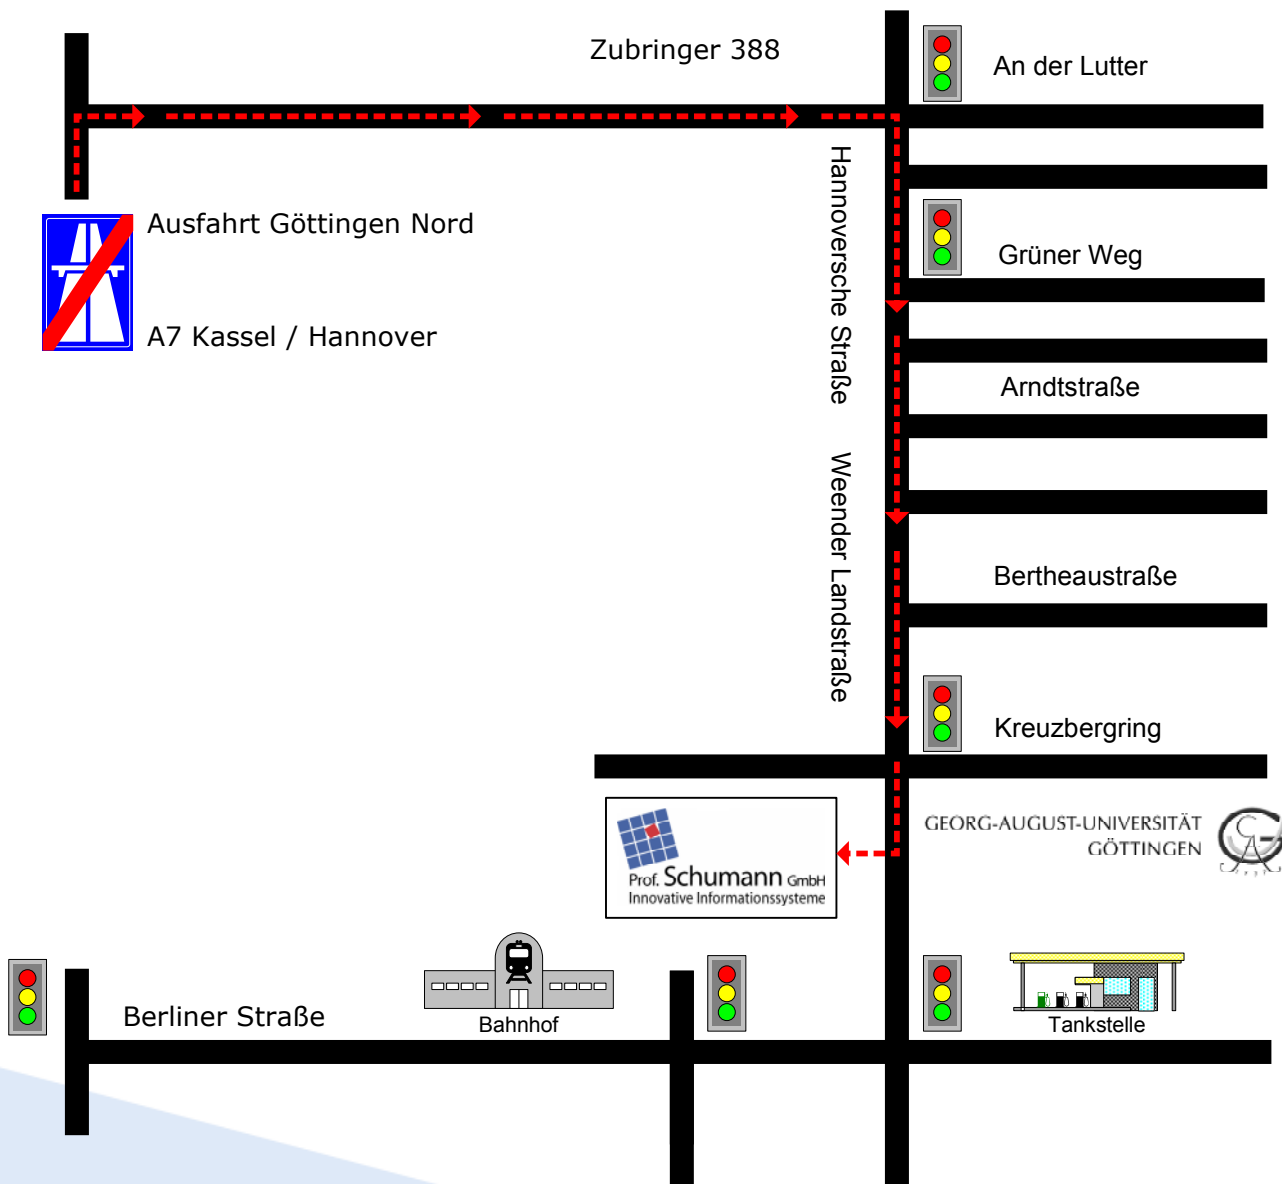 Zubringer 388
An der Lutter
Ausfahrt Göttingen Nord
Hannoversche Straße
Grüner Weg
A7 Kassel / Hannover
Arndtstraße
Weender Landstraße
Bertheaustraße
Kreuzbergring
GEORG-AUGUST-UNIVERSITÄT
GÖTTINGEN
Prof. Schumann GmbH
Innovative Informationssysteme
Berliner Straße
Bahnhof
Tankstelle